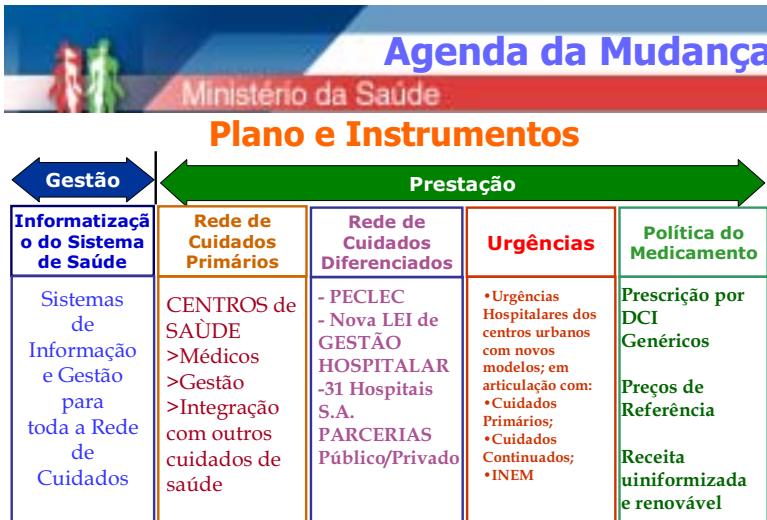 Agenda da Mudança
Ministério da Saúde
Plano e Instrumentos
Gestão
Prestação
Informatizaçã
o do Sistema
de Saúde
Rede de
Cuidados
Primários
Rede de
Cuidados
Diferenciados
Urgências
Política do
Medicamento
Sistemas
de
Informação
e Gestão
para
toda a Rede
de
Cuidados
CENTROS de
SAÙDE
>Médicos
>Gestão
>Integração
com outros
cuidados de
saúde
- PECLEC
- Nova LEI de
GESTÃO
HOSPITALAR
-31 Hospitais
S.A.
PARCERIAS
Público/Privado
•Urgências
Hospitalares dos
centros urbanos
com novos
modelos; em
articulação com:
•Cuidados
Primários;
•Cuidados
Continuados;
•INEM
Prescrição por
DCI
Genéricos
Preços de
Referência
Receita
uiniformizada
e renovável